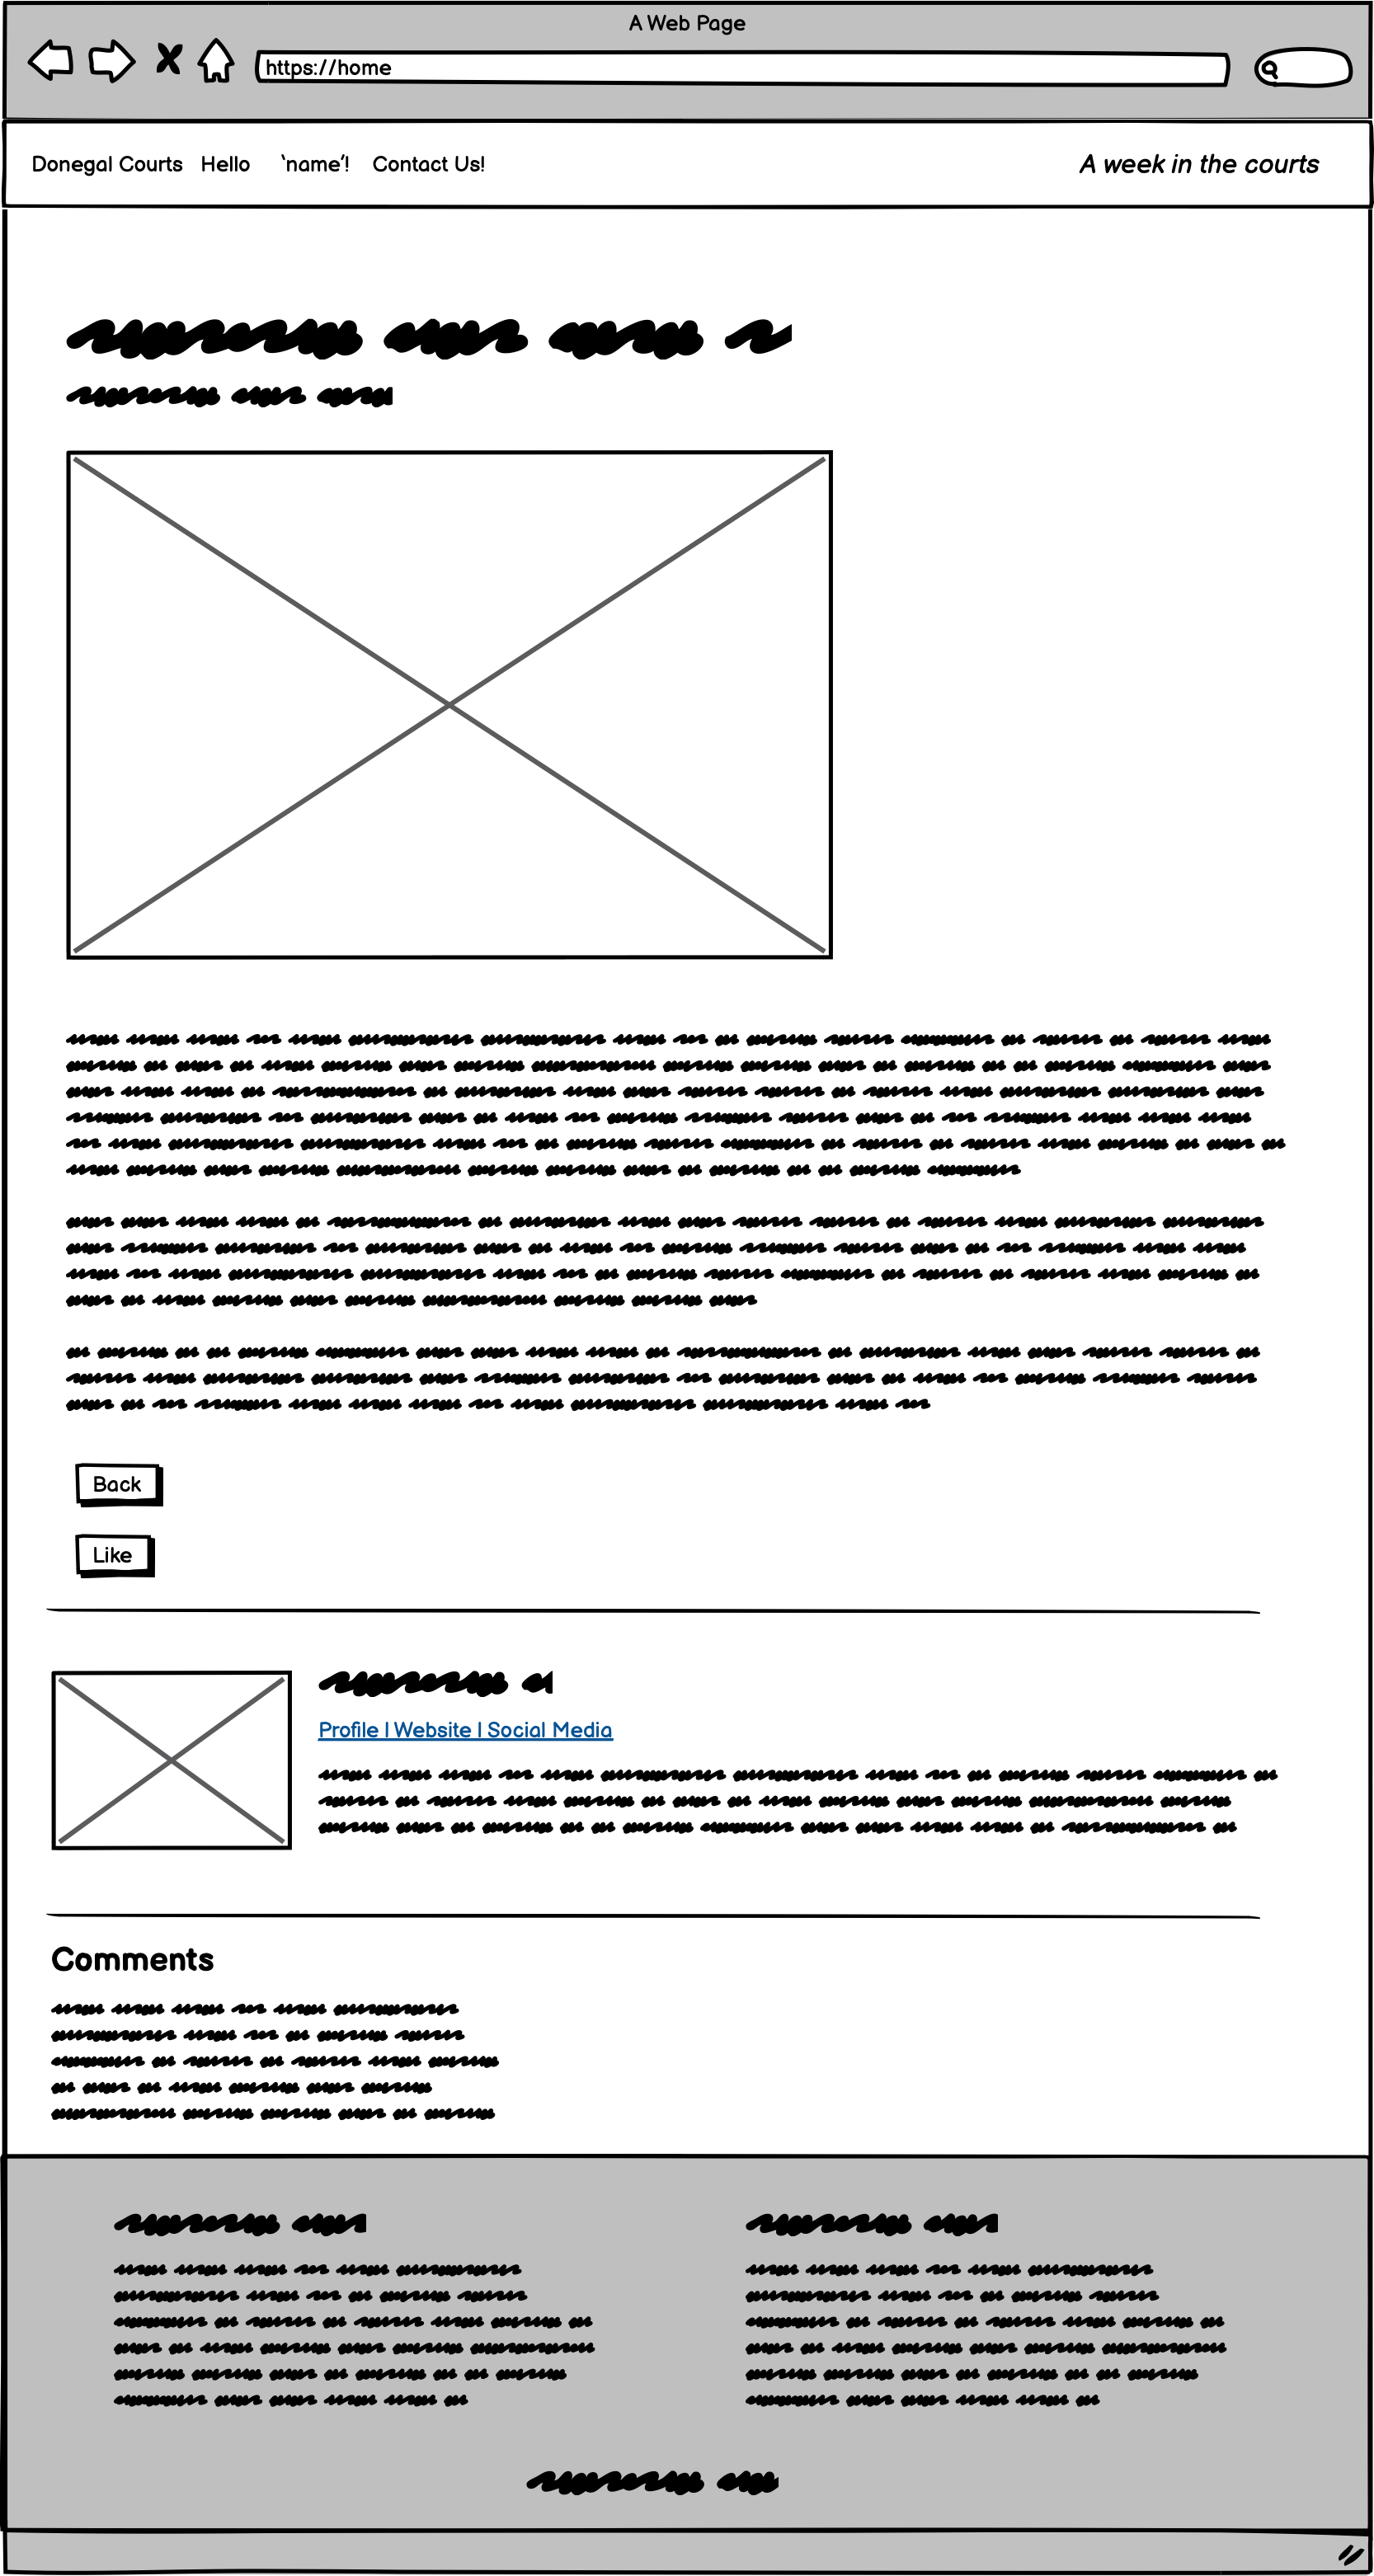 A Web Page
https://home
Donegal Courts Hello 'name'! Contact Us! A week in the courts
Back
Like
Profile | Website | Social Media
Comments